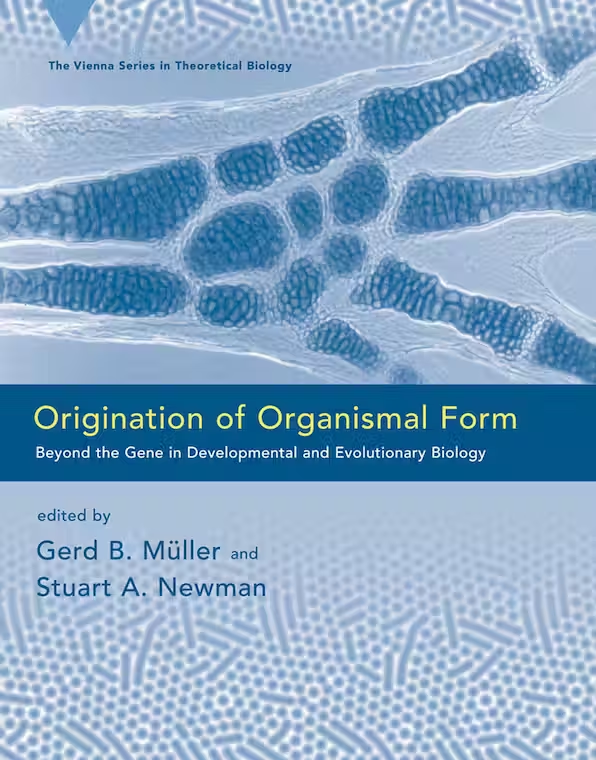 The Vienna Series in Theoretical Biology
Origination of Organismal Form
Beyond the Gene in Developmental and Evolutionary Biology
edited by
Gerd B. Müller and
Stuart A. Newman